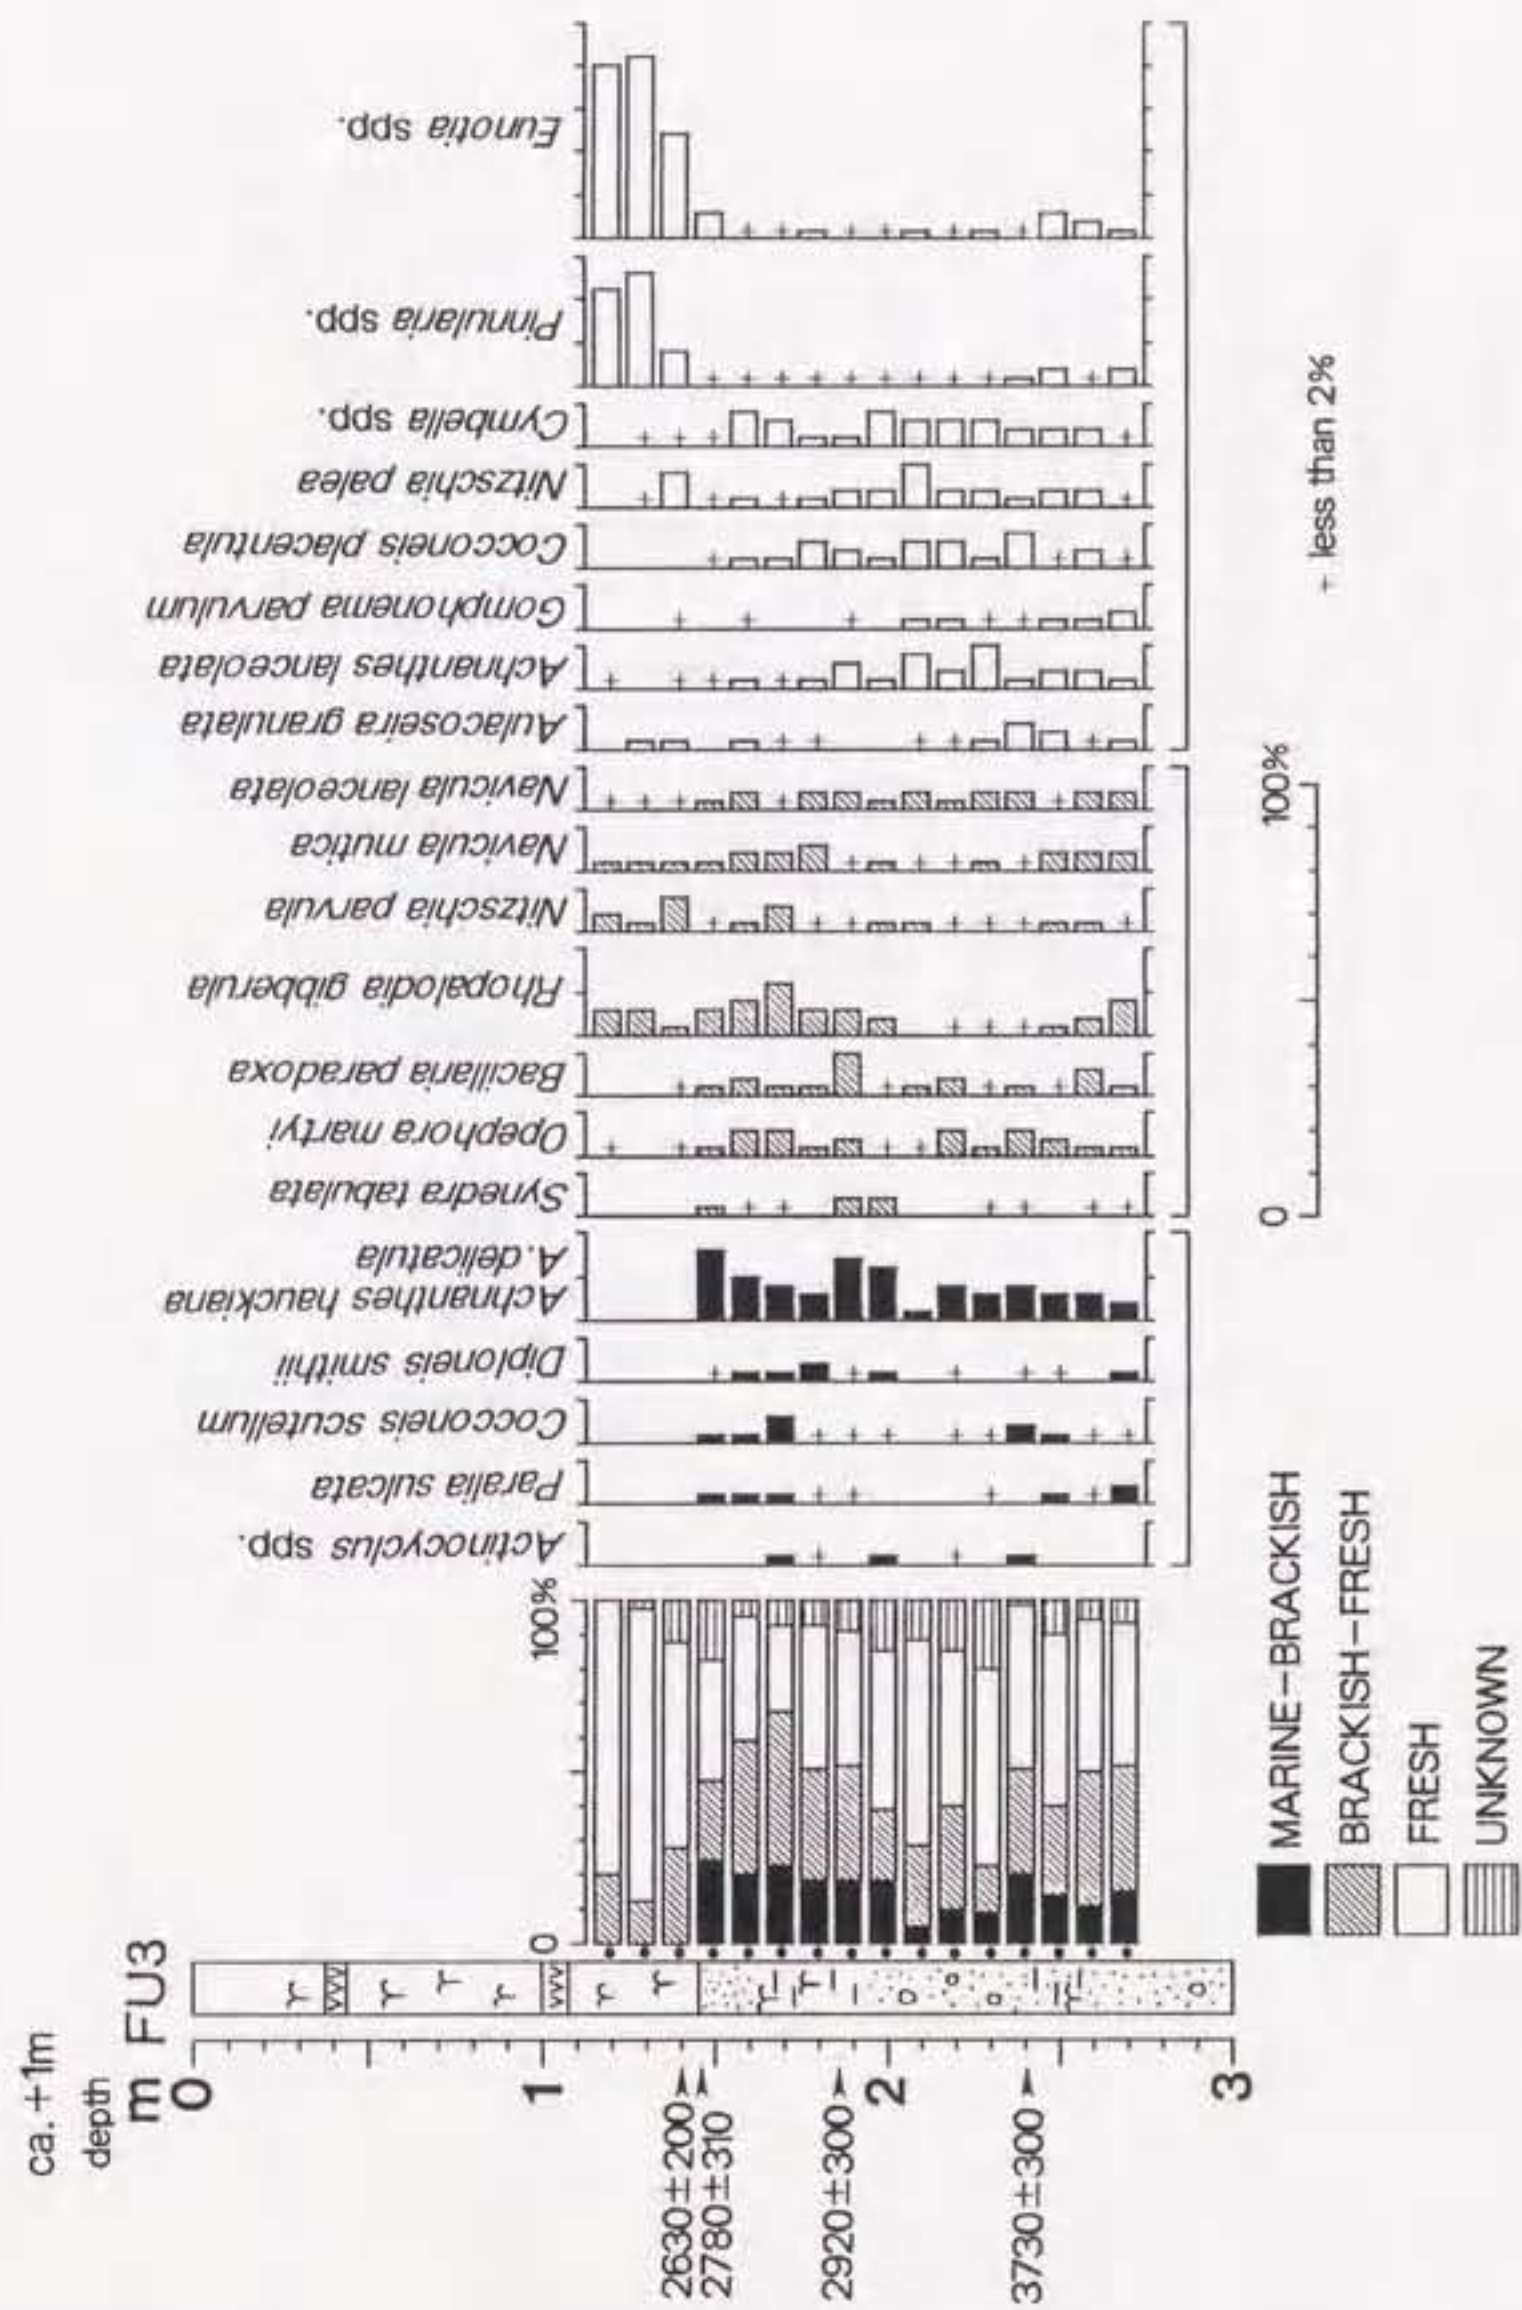 ca. +1m
depth
m FU3
0
1
2
3
2630±200
2780±310
2920±300
3730±300
0
100%
Actinocyclus spp.
Paralia sulcata
Cocconeis scutellum
Diploneis smithii
Achnanthes hauckiana
A. delicatula
Synedra tabulata
Opephora martyi
Bacillaria paradoxa
Rhopalodia gibberula
Nitzschia parvula
Navicula mutica
Navicula lanceolata
Aulacoseira granulata
Achnanthes lanceolata
Gomphonema parvulum
Cocconeis placentula
Nitzschia palea
Cymbella spp.
Pinnularia spp.
Eunotia spp.
MARINE–BRACKISH
BRACKISH–FRESH
FRESH
UNKNOWN
0
100%
+ less than 2%